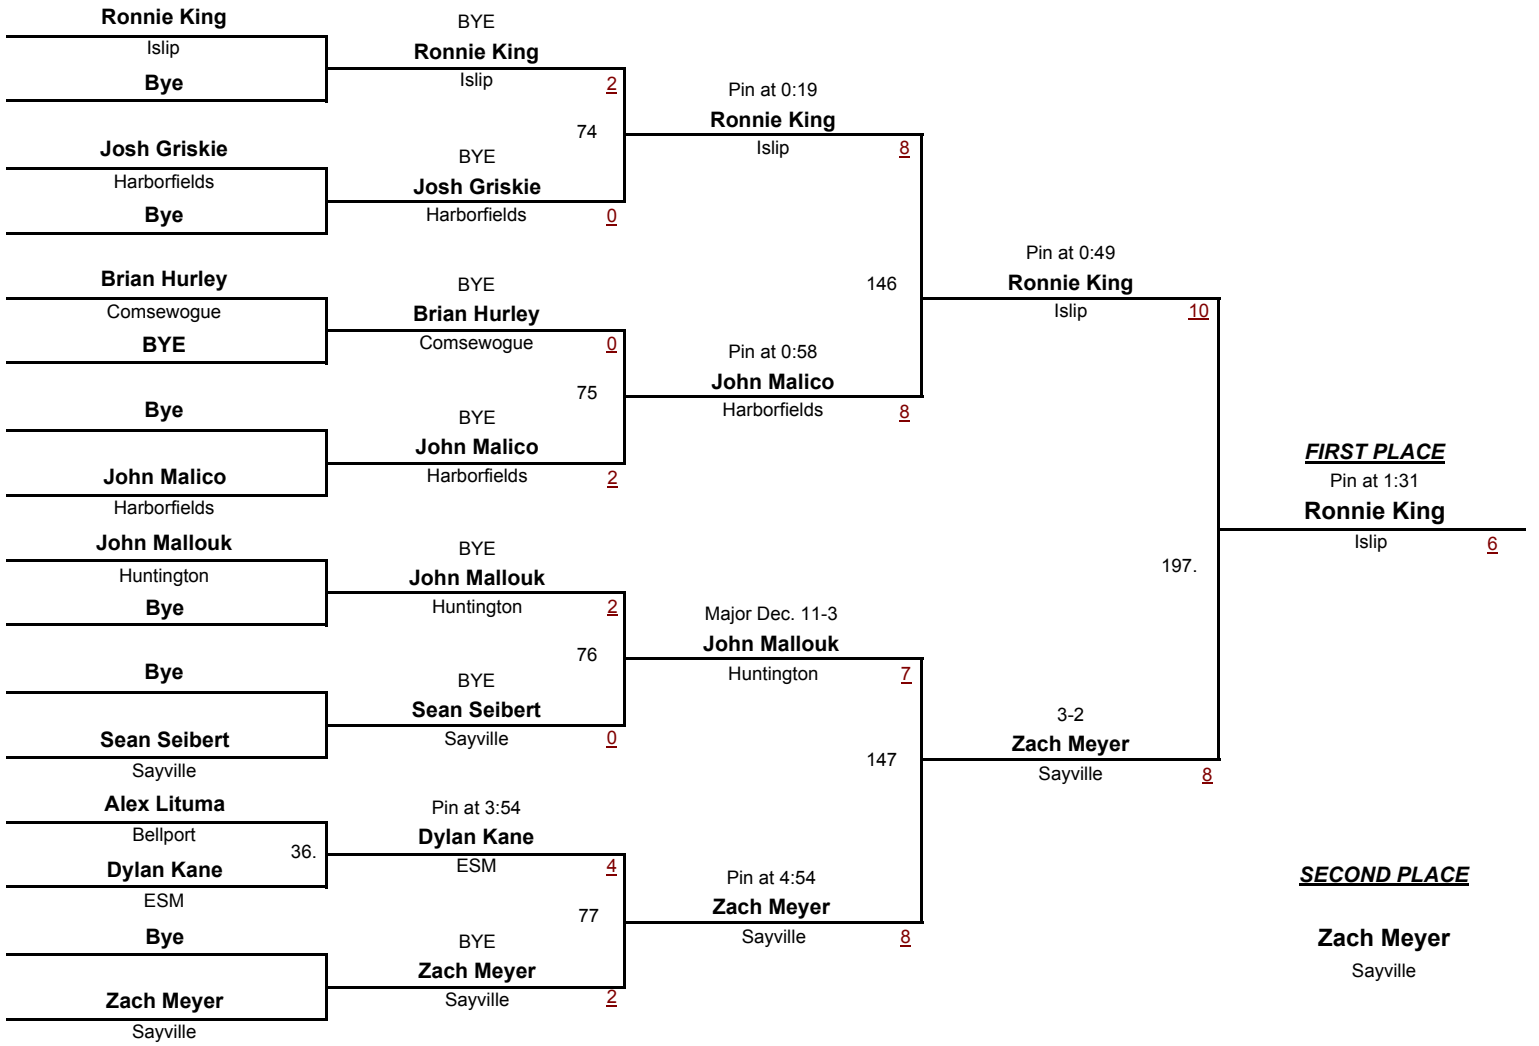 Ronnie King
Islip
Bye
Josh Griskie
Harborfields
Bye
Brian Hurley
Comsewogue
BYE
Bye
John Malico
Harborfields
John Mallouk
Huntington
Bye
Bye
Sean Seibert
Sayville
Alex Lituma
Bellport
36.
Dylan Kane
ESM
Bye
Zach Meyer
Sayville
BYE
Ronnie King
Islip
2
74
BYE
Josh Griskie
Harborfields
0
BYE
Brian Hurley
Comsewogue
0
75
BYE
John Malico
Harborfields
2
BYE
John Mallouk
Huntington
2
76
BYE
Sean Seibert
Sayville
0
Pin at 3:54
Dylan Kane
ESM
4
77
BYE
Zach Meyer
Sayville
2
Pin at 0:19
Ronnie King
Islip
8
146
Pin at 0:58
John Malico
Harborfields
8
Major Dec. 11-3
John Mallouk
Huntington
7
147
Pin at 4:54
Zach Meyer
Sayville
8
Pin at 0:49
Ronnie King
Islip
10
197.
3-2
Zach Meyer
Sayville
8
FIRST PLACE
Pin at 1:31
Ronnie King
Islip
6
SECOND PLACE
Zach Meyer
Sayville